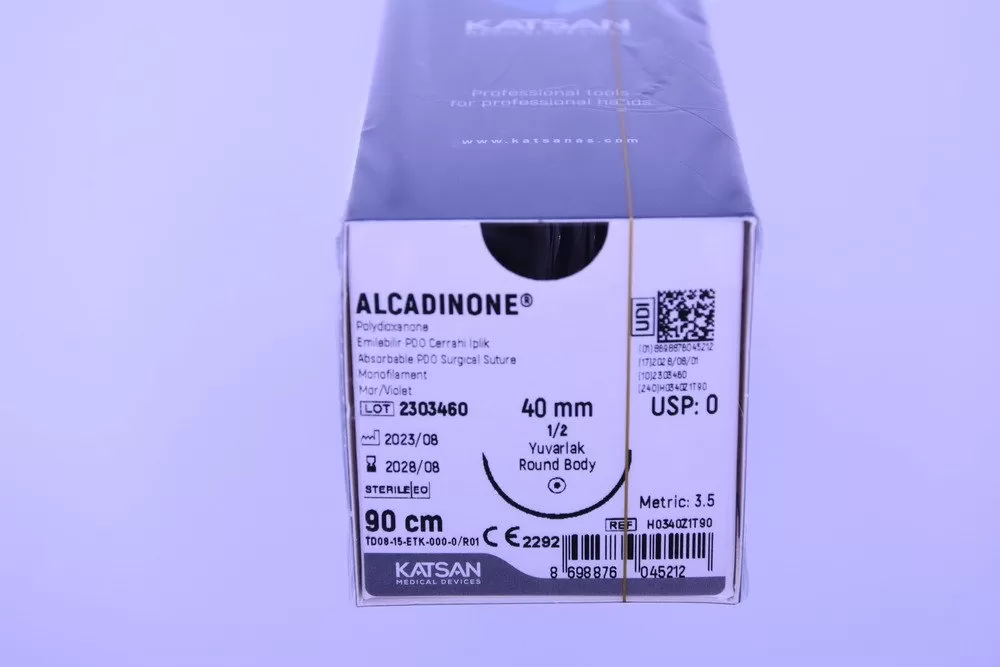 KATSAN
Professional tools
for professional hands
www.katsanas.com
ALCADINONE®
Polydioxanone
Emilebilir PDO Cerrahi İplik
Absorbable PDO Surgical Suture
Monofilament
Mor/Violet
LOT 2303460
2023/08
2028/08
STERILE EO
90 cm
TD08-15-ETK-000-0/R01
40 mm
1/2
Yuvarlak
Round Body
UDI
(01)8698876045212
(17)2028/08/01
(10)2303460
(240)H0340Z1T90
USP: 0
Metric: 3.5
REF H0340Z1T90
CE 2292
8 698876 045212
KATSAN
MEDICAL DEVICES